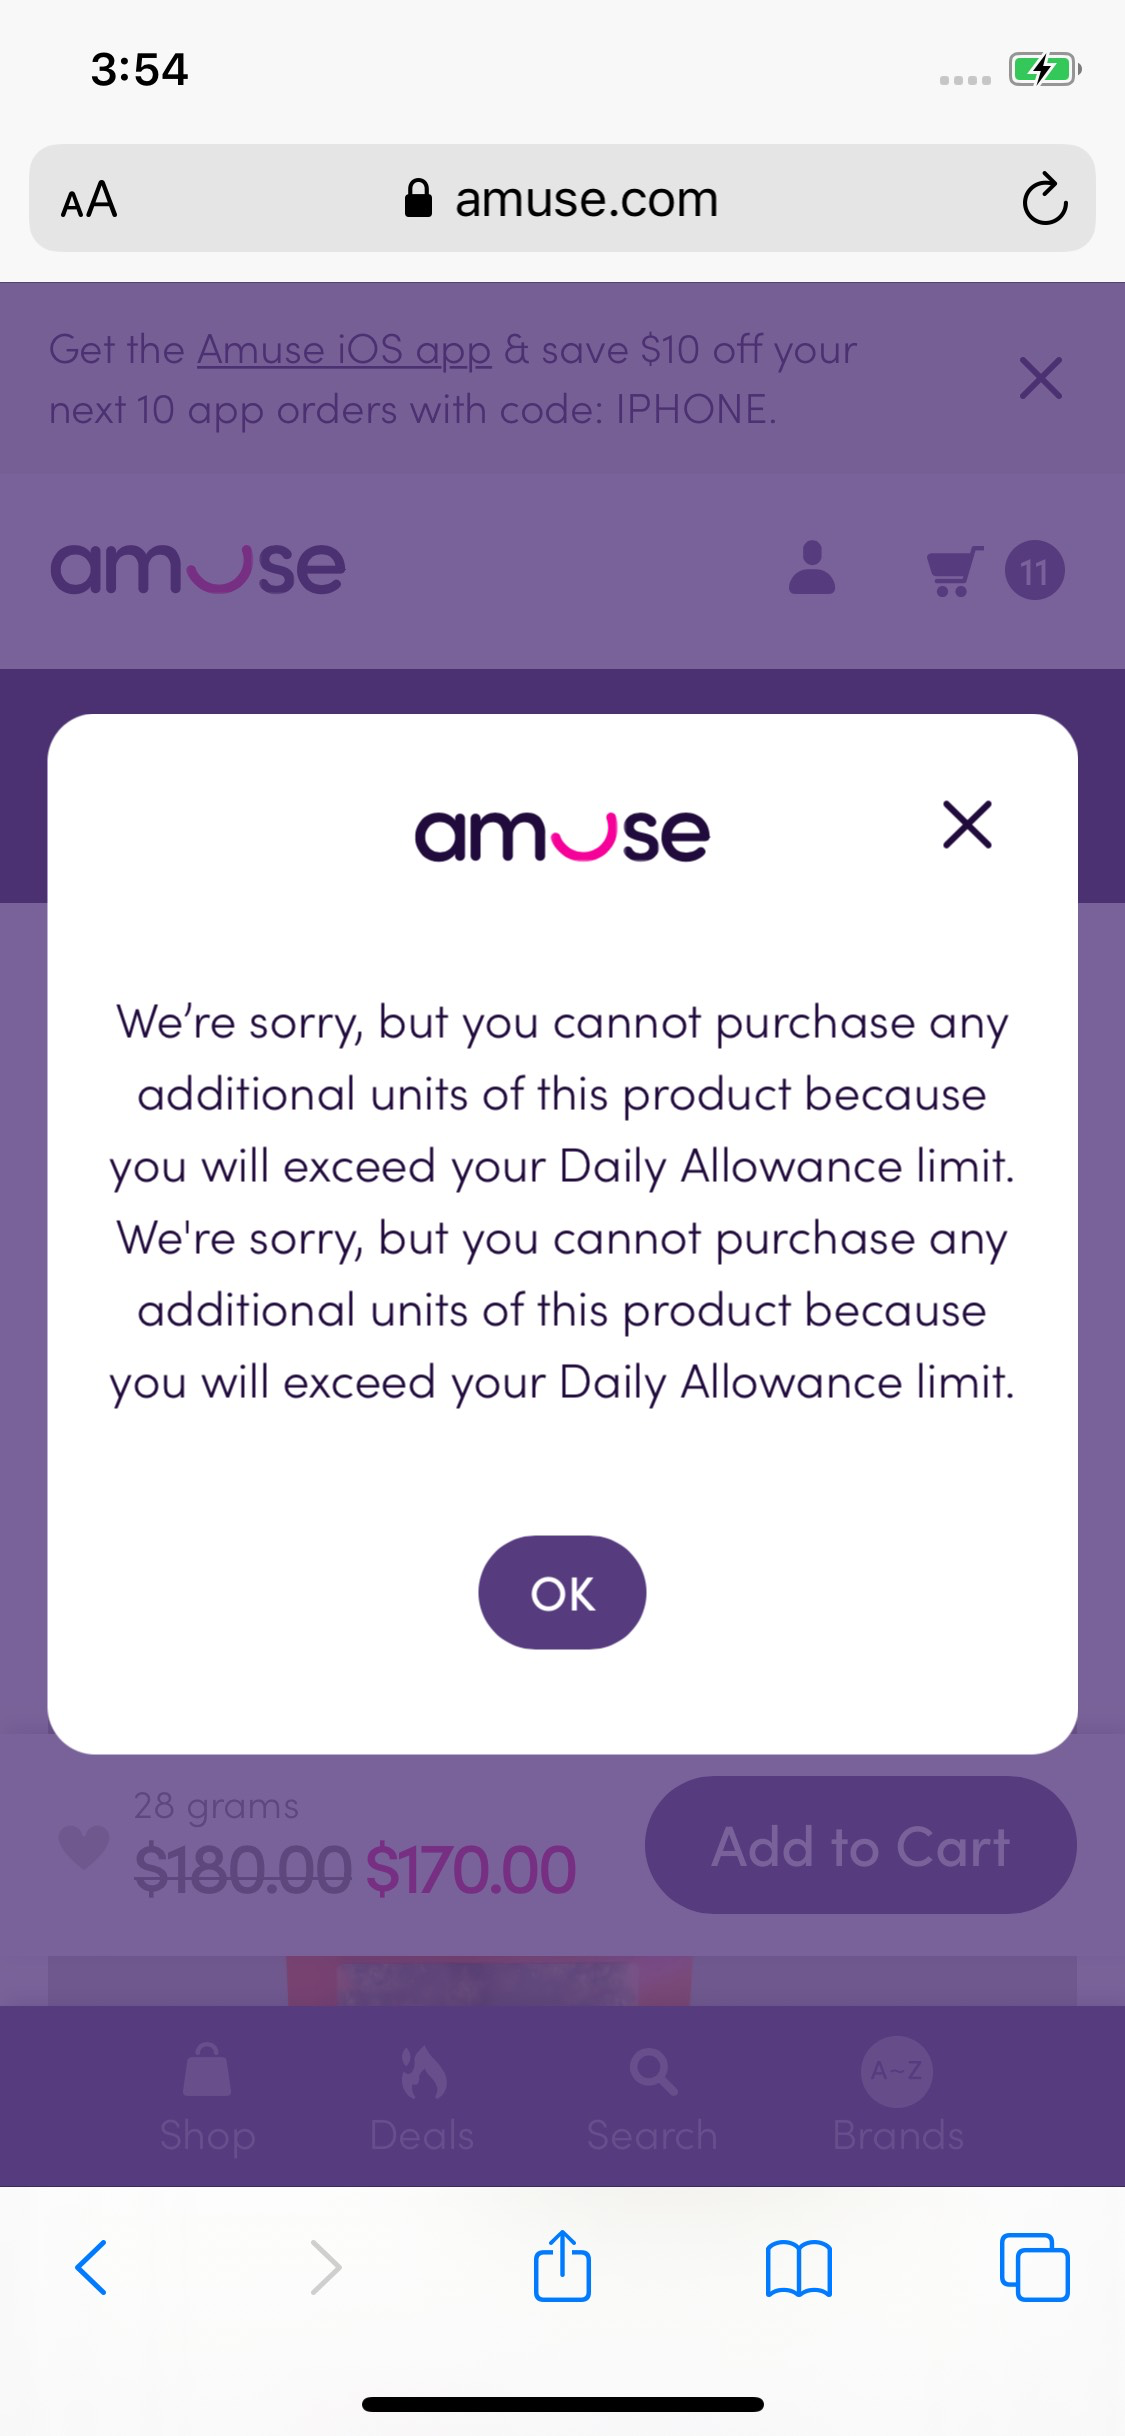 3:54
AA amuse.com
Get the Amuse iOS app & save $10 off your
next 10 app orders with code: IPHONE.
amuse 11
amuse
We’re sorry, but you cannot purchase any
additional units of this product because
you will exceed your Daily Allowance limit.
We're sorry, but you cannot purchase any
additional units of this product because
you will exceed your Daily Allowance limit.
OK
28 grams
$180.00 $170.00
Add to Cart
A~Z
Shop Deals Search Brands